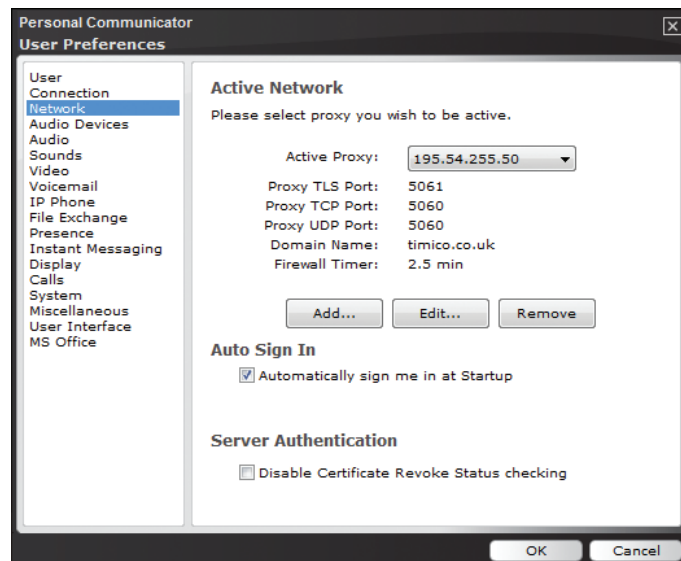 Personal Communicator
User Preferences
User
Connection
Network
Audio Devices
Audio
Sounds
Video
Voicemail
IP Phone
File Exchange
Presence
Instant Messaging
Display
Calls
System
Miscellaneous
User Interface
MS Office
Active Network
Please select proxy you wish to be active.
Active Proxy: 195.54.255.50
Proxy TLS Port: 5061
Proxy TCP Port: 5060
Proxy UDP Port: 5060
Domain Name: timico.co.uk
Firewall Timer: 2.5 min
Add... Edit... Remove
Auto Sign In
Automatically sign me in at Startup
Server Authentication
Disable Certificate Revoke Status checking
OK Cancel